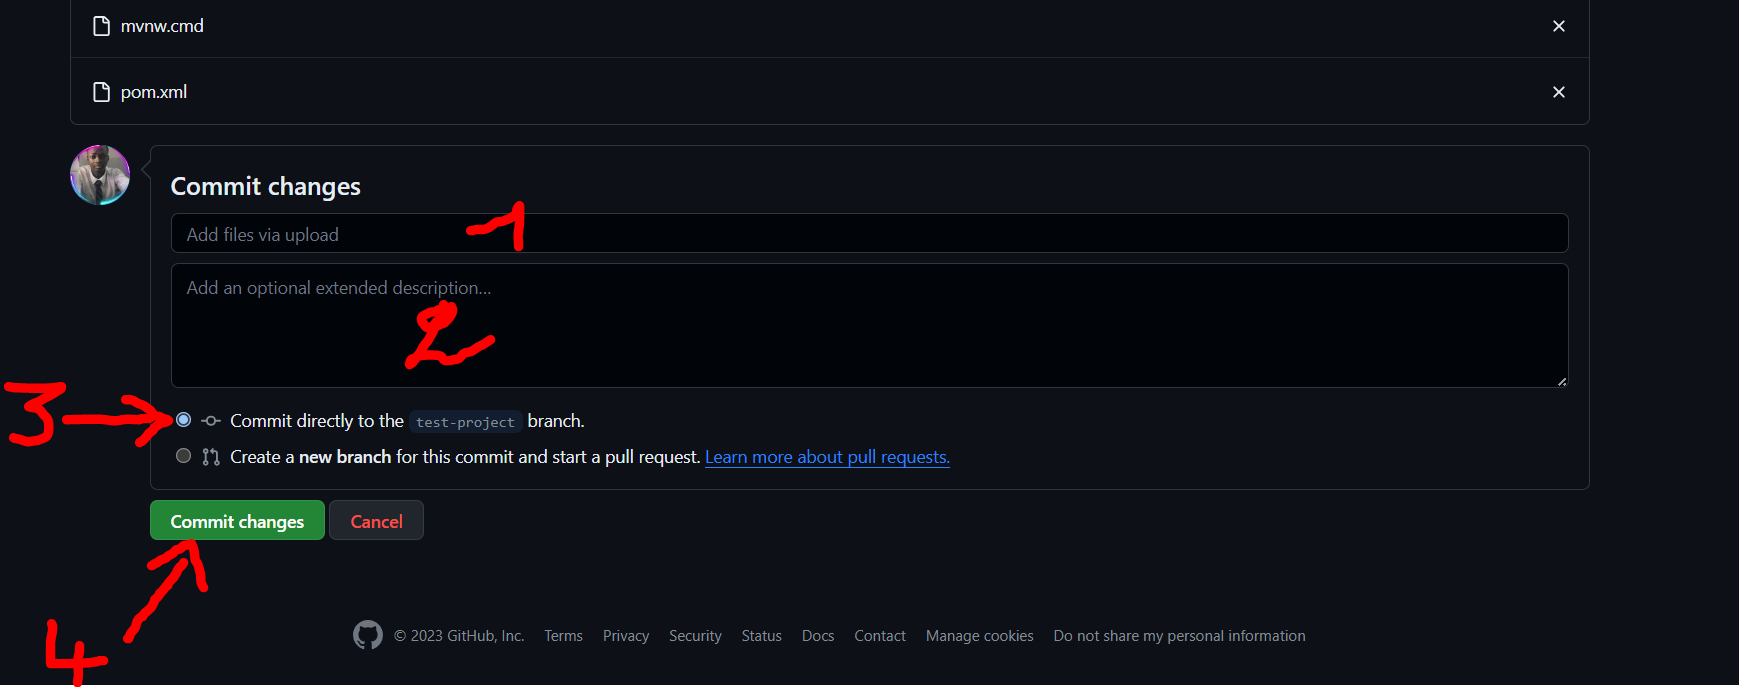 mvnw.cmd
pom.xml
Commit changes
Add files via upload
1
Add an optional extended description...
2
3
Commit directly to the test-project branch.
Create a new branch for this commit and start a pull request. Learn more about pull requests.
Commit changes Cancel
4
© 2023 GitHub, Inc. Terms Privacy Security Status Docs Contact Manage cookies Do not share my personal information